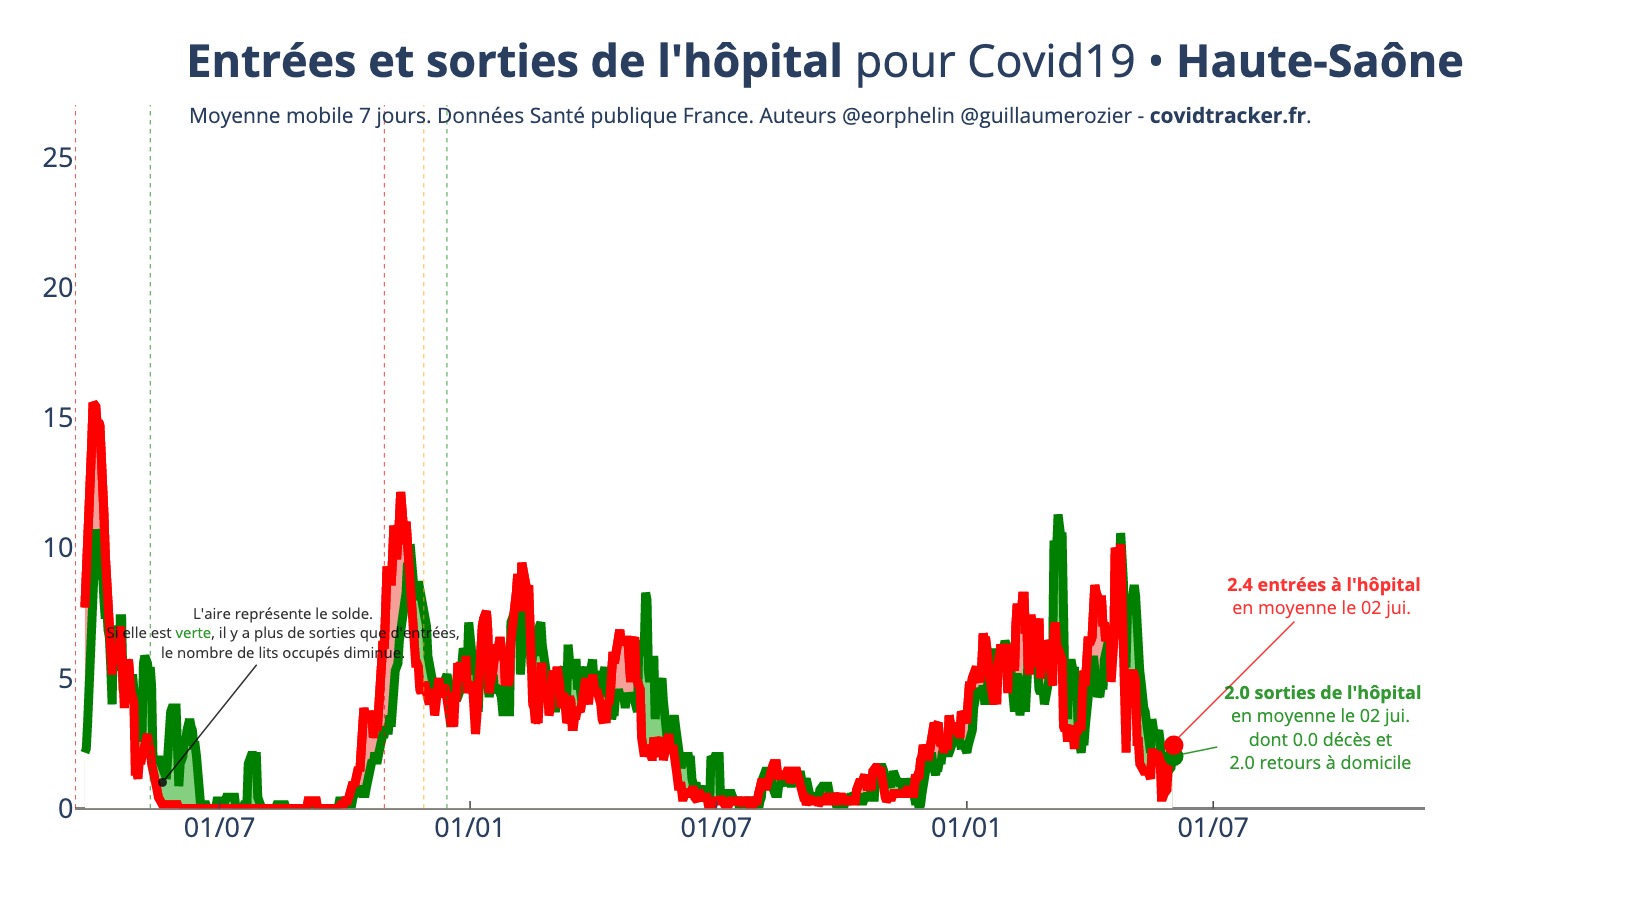 Entrées et sorties de l'hôpital pour Covid19 • Haute-Saône
Moyenne mobile 7 jours. Données Santé publique France. Auteurs @eorphelin @guillaumerozier - covidtracker.fr.
25
20
15
10
5
0
L'aire représente le solde.
Si elle est verte, il y a plus de sorties que d'entrées,
le nombre de lits occupés diminue.
2.4 entrées à l'hôpital
en moyenne le 02 jui.
2.0 sorties de l'hôpital
en moyenne le 02 jui.
dont 0.0 décès et
2.0 retours à domicile
01/07
01/01
01/07
01/01
01/07